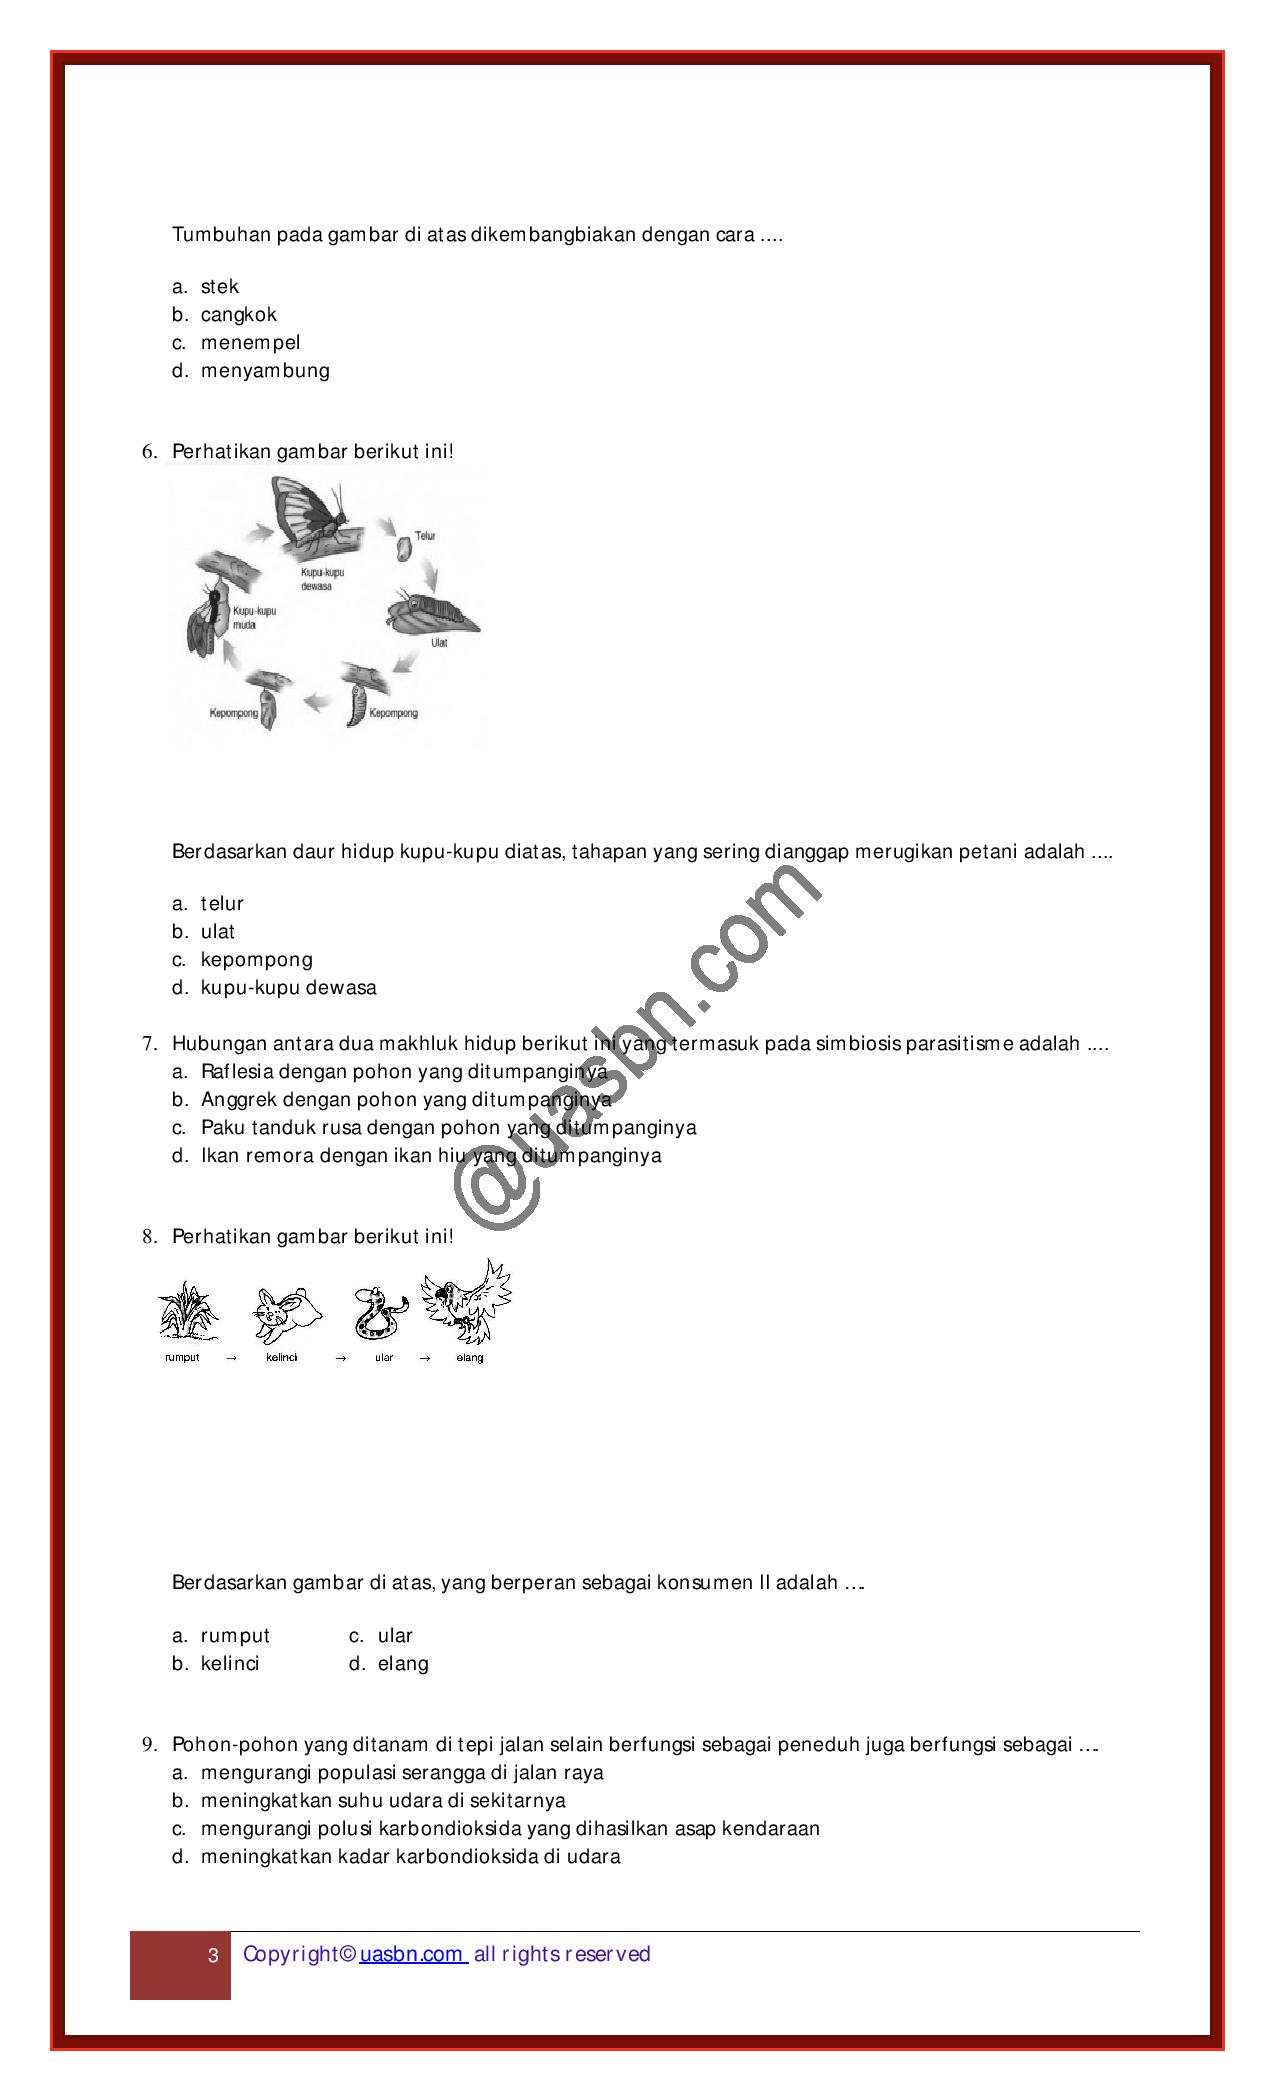 Tumbuhan pada gambar di atas dikembangbiakan dengan cara ....
a. stek
b. cangkok
c. menempel
d. menyambung
6. Perhatikan gambar berikut ini!
Telur
Kupu-kupu
dewasa
Kupu-kupu
muda
Ulat
Kepompong
Kepompong
Berdasarkan daur hidup kupu-kupu diatas, tahapan yang sering dianggap merugikan petani adalah ....
a. telur
b. ulat
c. kepompong
d. kupu-kupu dewasa
7. Hubungan antara dua makhluk hidup berikut ini yang termasuk pada simbiosis parasitisme adalah ....
a. Raflesia dengan pohon yang ditumpanginya
b. Anggrek dengan pohon yang ditumpanginya
c. Paku tanduk rusa dengan pohon yang ditumpanginya
d. Ikan remora dengan ikan hiu yang ditumpanginya
@uasbn.com
8. Perhatikan gambar berikut ini!
rumput → kelinci → ular → elang
Berdasarkan gambar di atas, yang berperan sebagai konsumen II adalah ….
a. rumput c. ular
b. kelinci d. elang
9. Pohon-pohon yang ditanam di tepi jalan selain berfungsi sebagai peneduh juga berfungsi sebagai ….
a. mengurangi populasi serangga di jalan raya
b. meningkatkan suhu udara di sekitarnya
c. mengurangi polusi karbondioksida yang dihasilkan asap kendaraan
d. meningkatkan kadar karbondioksida di udara
3 Copyright© uasbn.com all rights reserved